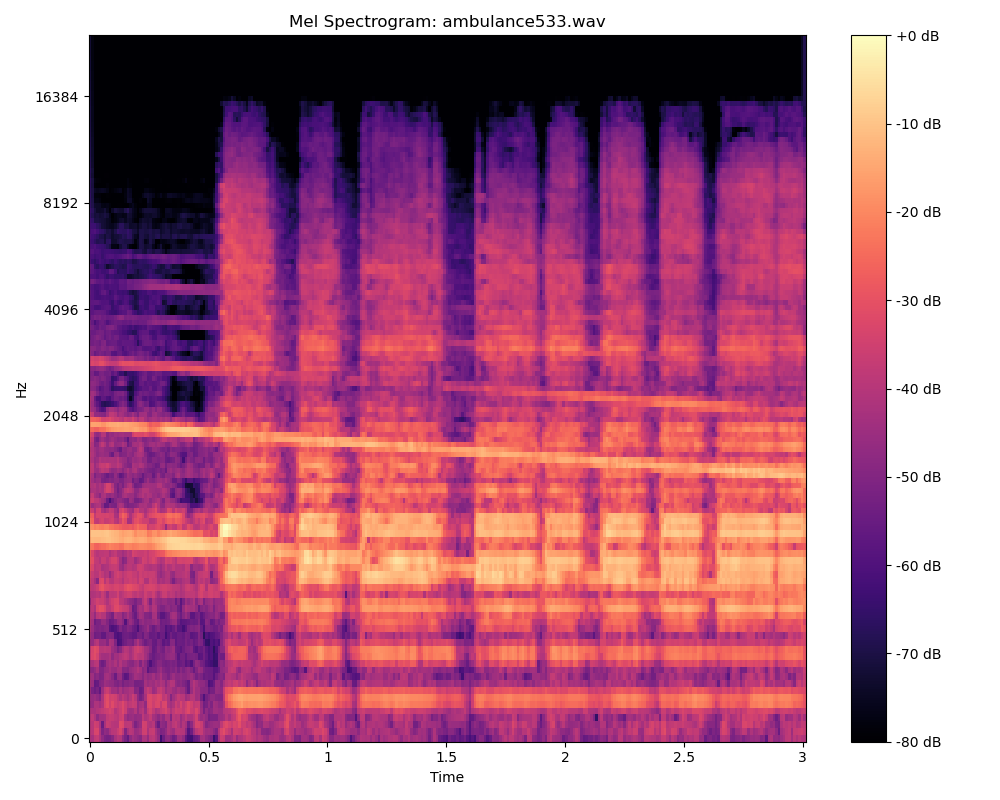 Mel Spectrogram: ambulance533.wav
+0 dB
16384
-10 dB
8192
-20 dB
4096
-30 dB
Hz
2048
-40 dB
-50 dB
1024
-60 dB
512
-70 dB
0
-80 dB
0 0.5 1 1.5 2 2.5 3
Time